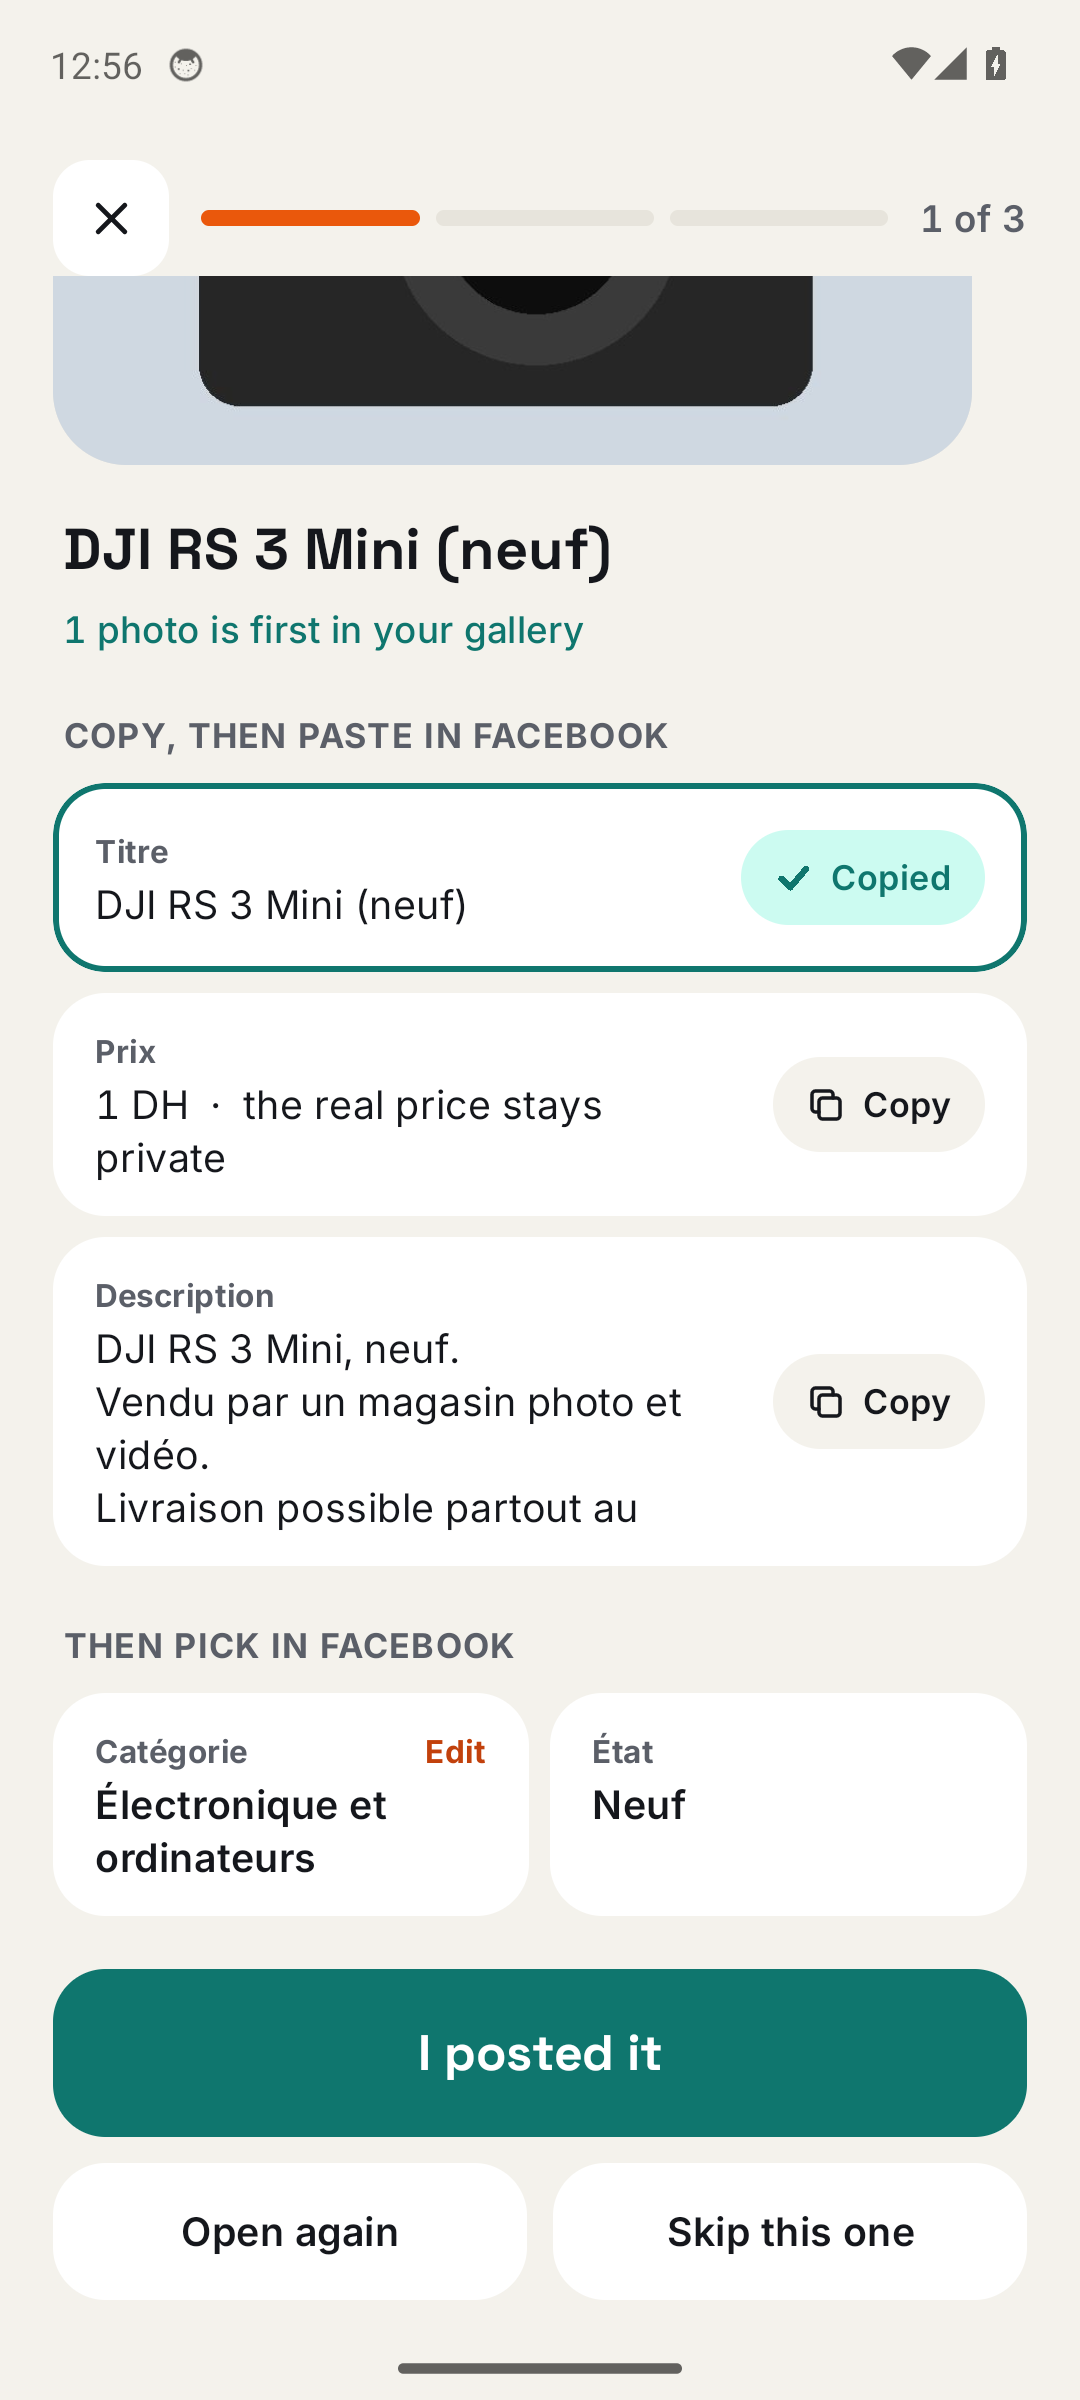 12:56
1 of 3
DJI RS 3 Mini (neuf)
1 photo is first in your gallery
COPY, THEN PASTE IN FACEBOOK
Titre
DJI RS 3 Mini (neuf)
Copied
Prix
1 DH · the real price stays
private
Copy
Description
DJI RS 3 Mini, neuf.
Vendu par un magasin photo et
vidéo.
Livraison possible partout au
Copy
THEN PICK IN FACEBOOK
Catégorie
Edit
Électronique et
ordinateurs
État
Neuf
I posted it
Open again
Skip this one